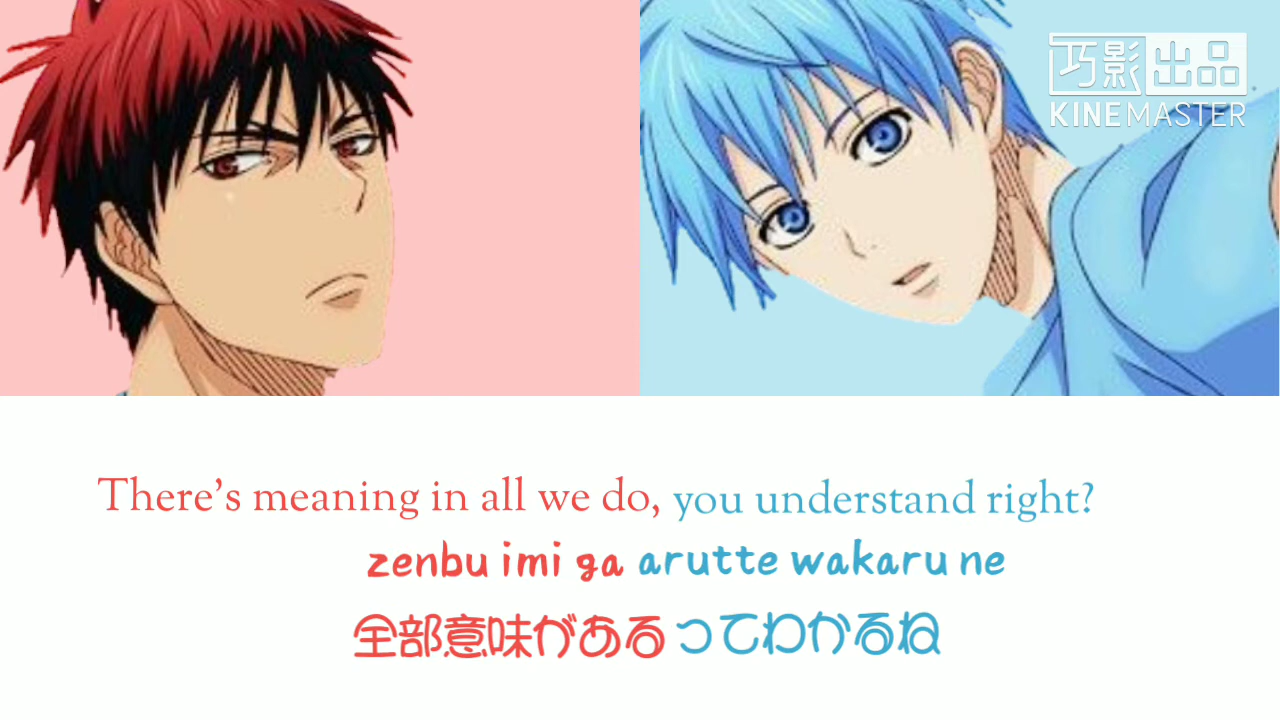 巧影出品
KINEMASTER
There's meaning in all we do, you understand right?
zenbu imi ga arutte wakaru ne
全部意味があるってわかるね